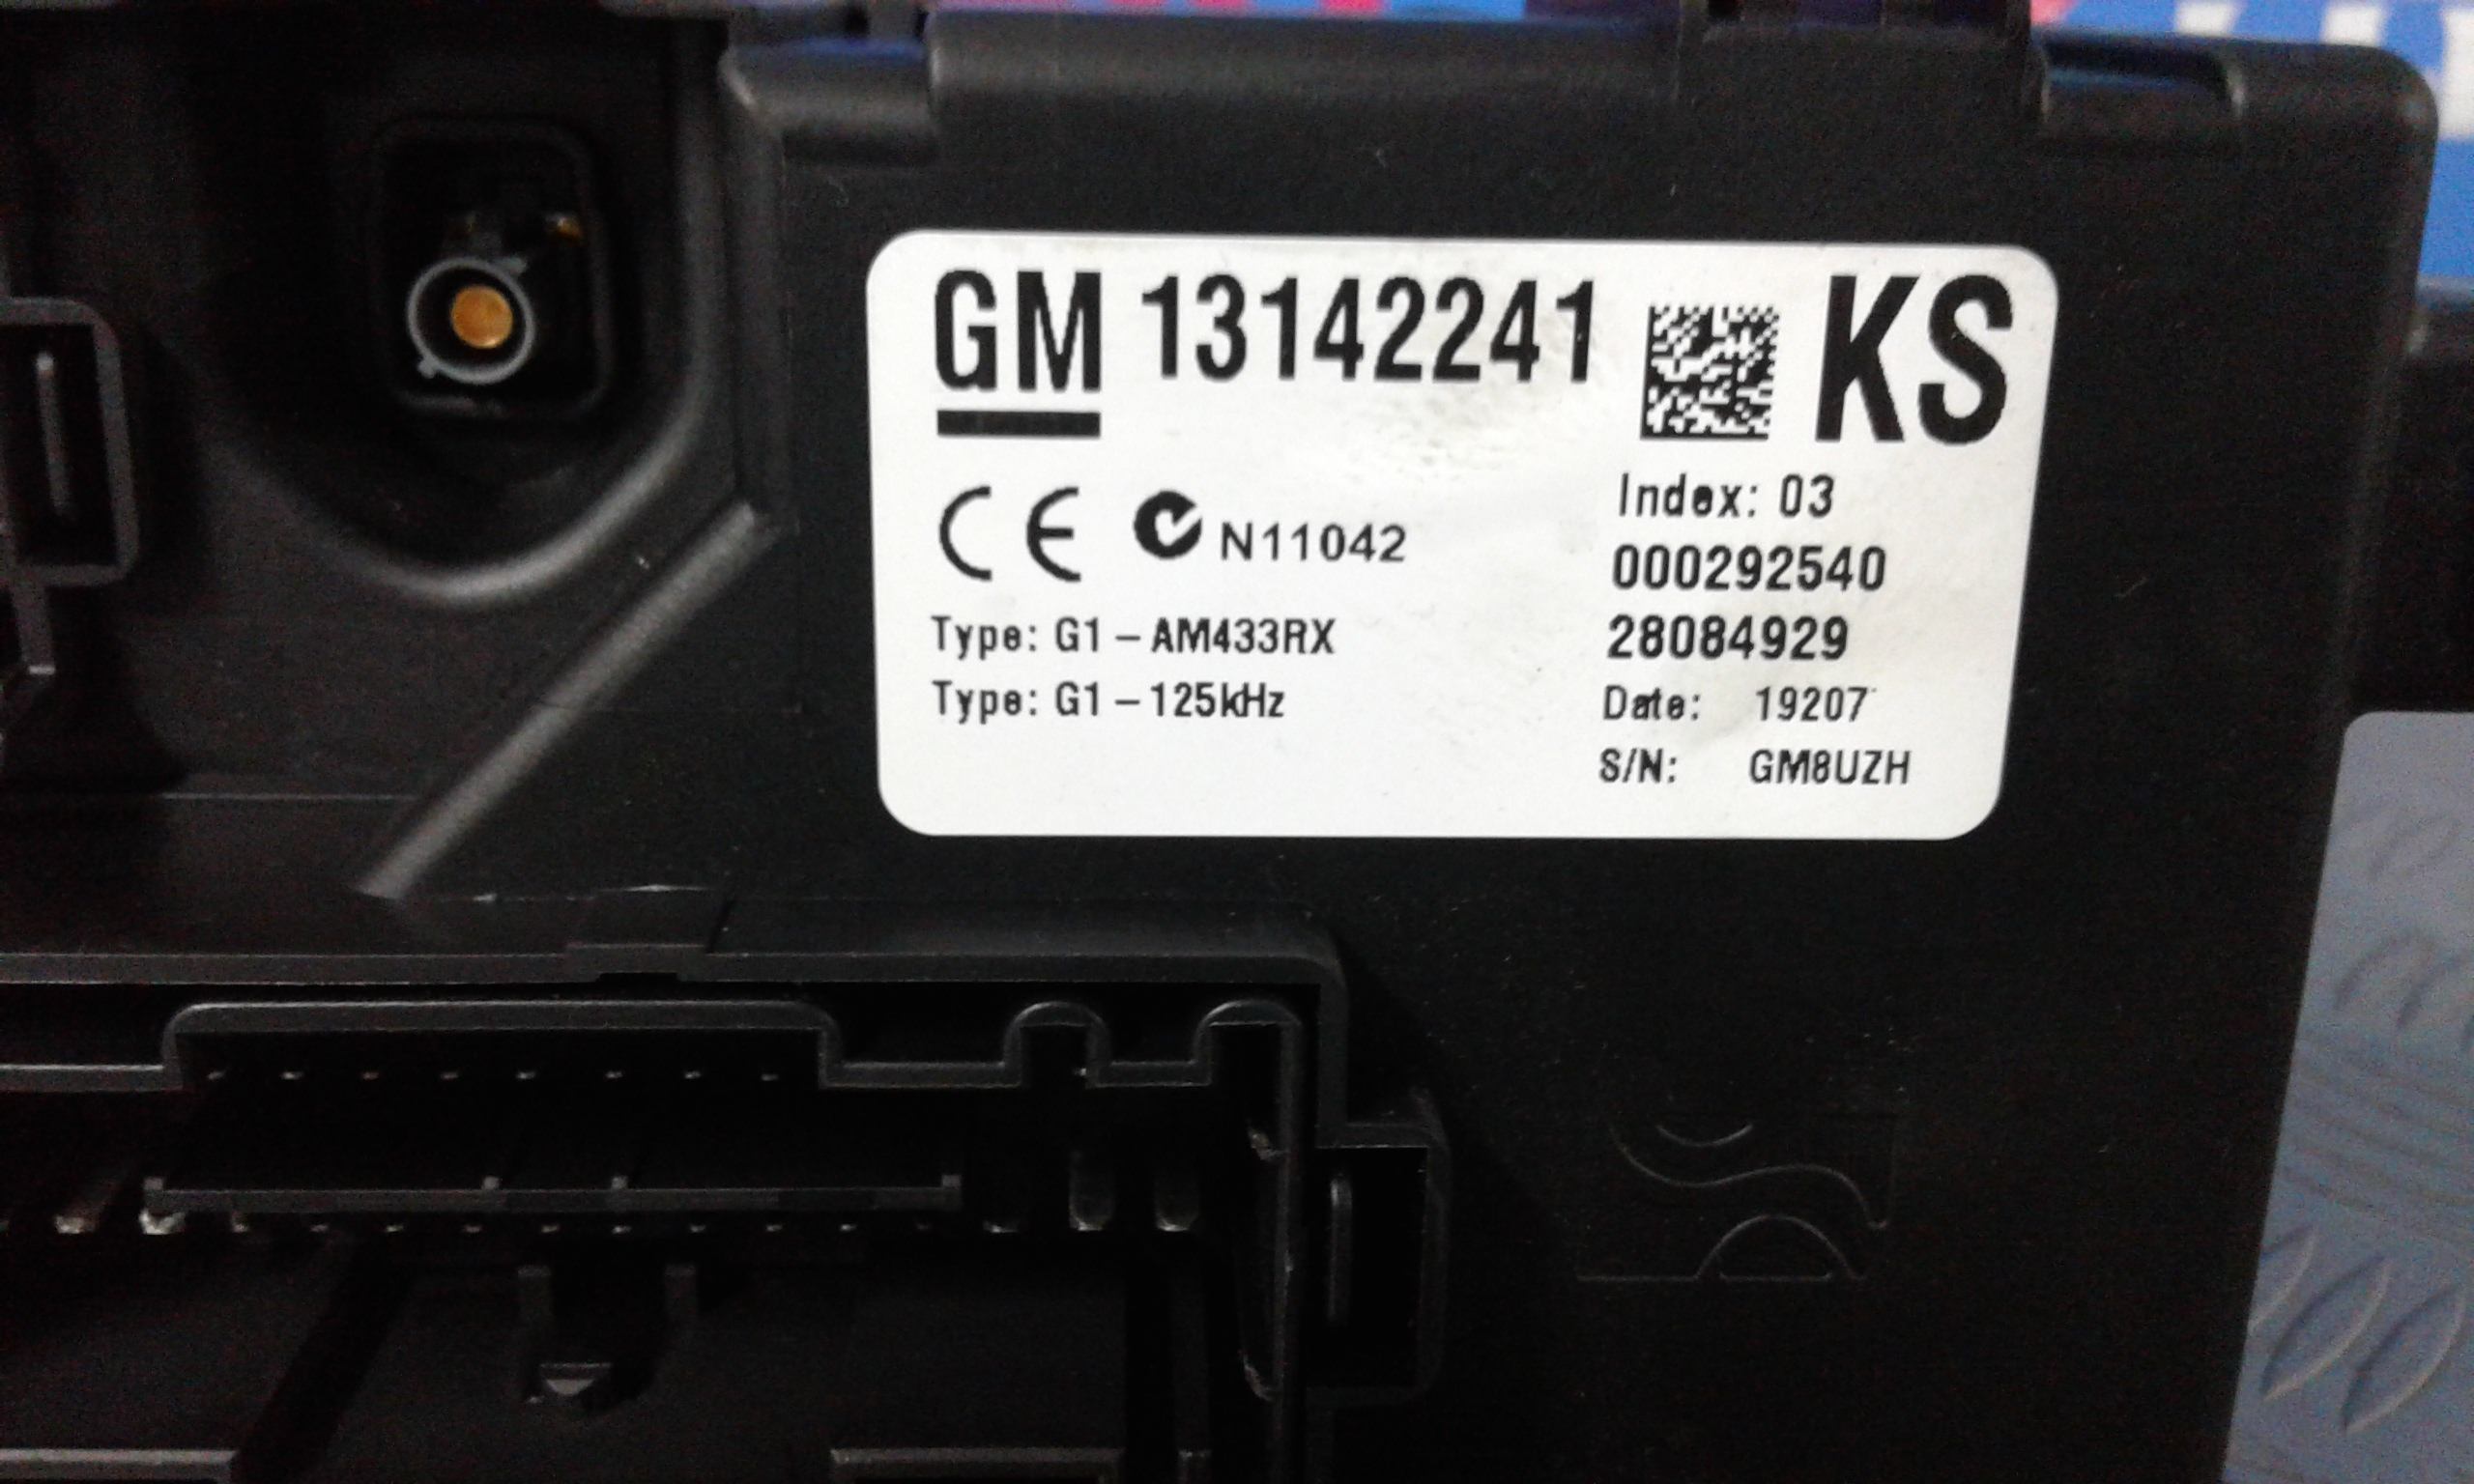 GM 13142241 KS
CE N11042
Index: 03
000292540
Type: G1 – AM433RX
28084929
Type: G1 – 125kHz
Date: 19207
S/N: GM8UZH